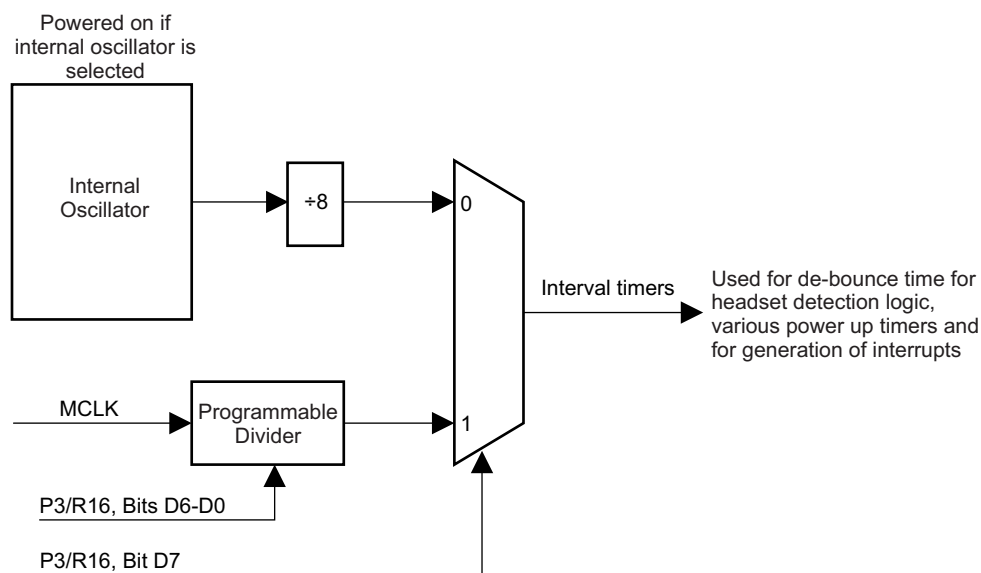 Powered on if
internal oscillator is
selected
Internal
Oscillator
÷8
0
Interval timers
Used for de-bounce time for
headset detection logic,
various power up timers and
for generation of interrupts
MCLK
Programmable
Divider
1
P3/R16, Bits D6-D0
P3/R16, Bit D7